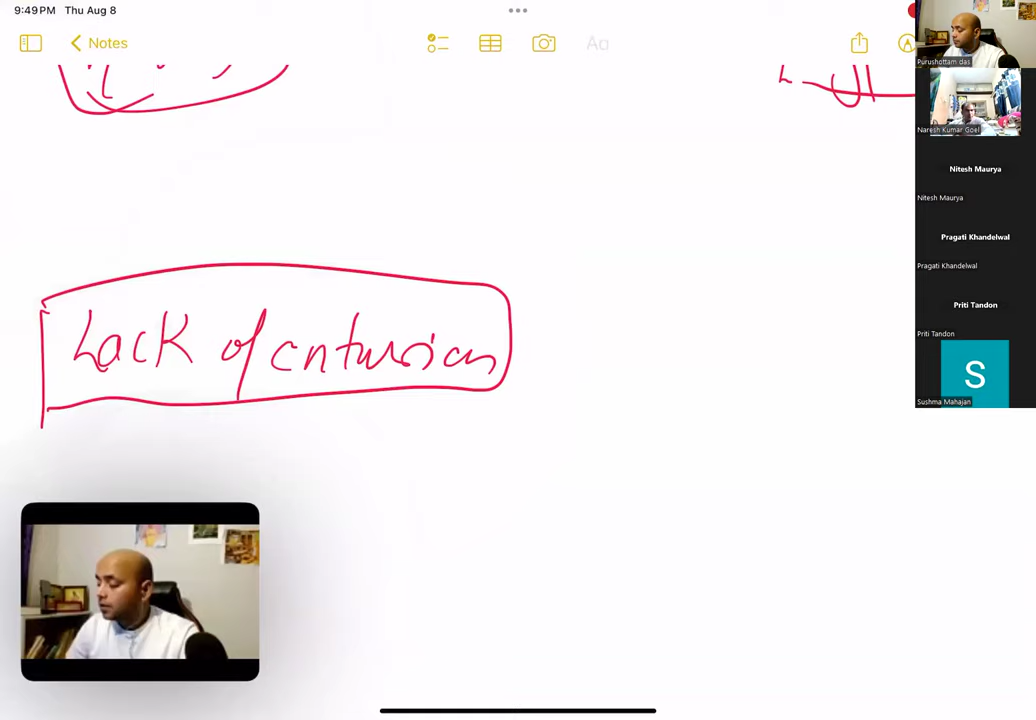 9:49 PM Thu Aug 8
Notes
Aa
Purushottam das
Naresh Kumar Goel
Nitesh Maurya
Nitesh Maurya
Pragati Khandelwal
Pragati Khandelwal
Priti Tandon
Priti Tandon
S
Sushma Mahajan
Lack of